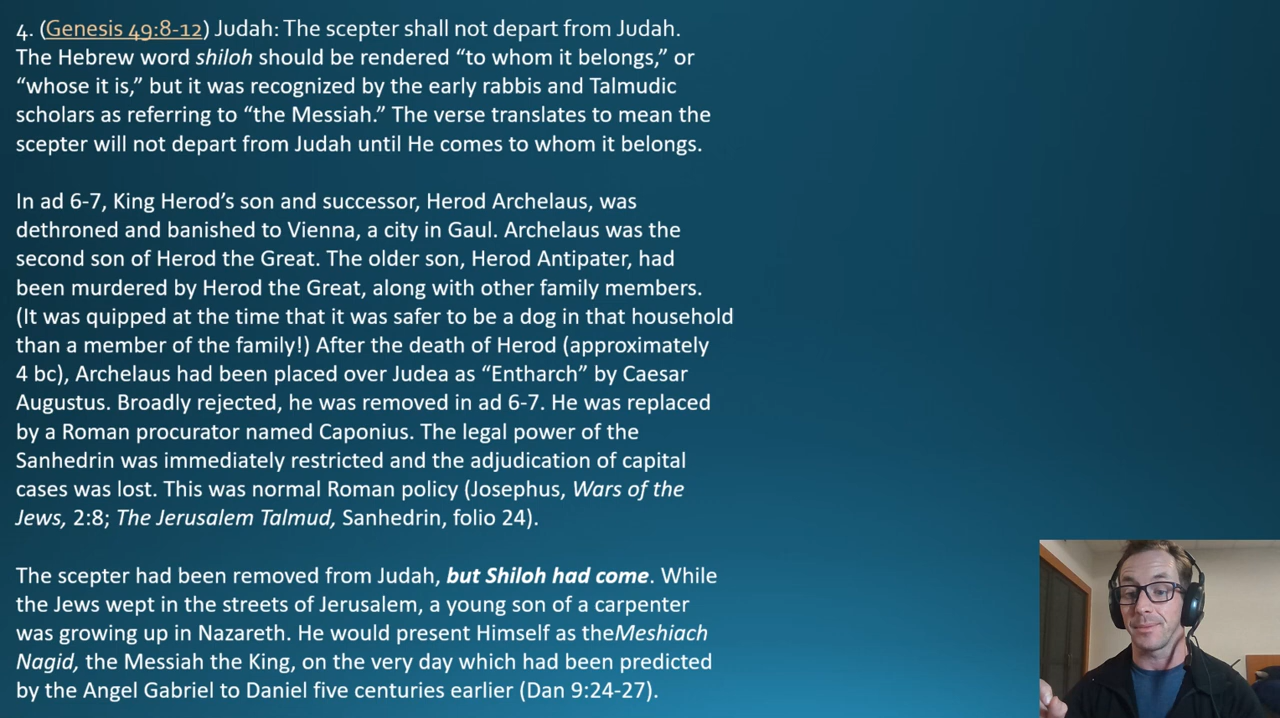 4. (Genesis 49:8-12) Judah: The scepter shall not depart from Judah.
The Hebrew word shiloh should be rendered “to whom it belongs,” or
“whose it is,” but it was recognized by the early rabbis and Talmudic
scholars as referring to “the Messiah.” The verse translates to mean the
scepter will not depart from Judah until He comes to whom it belongs.
In ad 6-7, King Herod’s son and successor, Herod Archelaus, was
dethroned and banished to Vienna, a city in Gaul. Archelaus was the
second son of Herod the Great. The older son, Herod Antipater, had
been murdered by Herod the Great, along with other family members.
(It was quipped at the time that it was safer to be a dog in that household
than a member of the family!) After the death of Herod (approximately
4 bc), Archelaus had been placed over Judea as “Entharch” by Caesar
Augustus. Broadly rejected, he was removed in ad 6-7. He was replaced
by a Roman procurator named Caponius. The legal power of the
Sanhedrin was immediately restricted and the adjudication of capital
cases was lost. This was normal Roman policy (Josephus, Wars of the
Jews, 2:8; The Jerusalem Talmud, Sanhedrin, folio 24).
The scepter had been removed from Judah, but Shiloh had come. While
the Jews wept in the streets of Jerusalem, a young son of a carpenter
was growing up in Nazareth. He would present Himself as theMeshiach
Nagid, the Messiah the King, on the very day which had been predicted
by the Angel Gabriel to Daniel five centuries earlier (Dan 9:24-27).